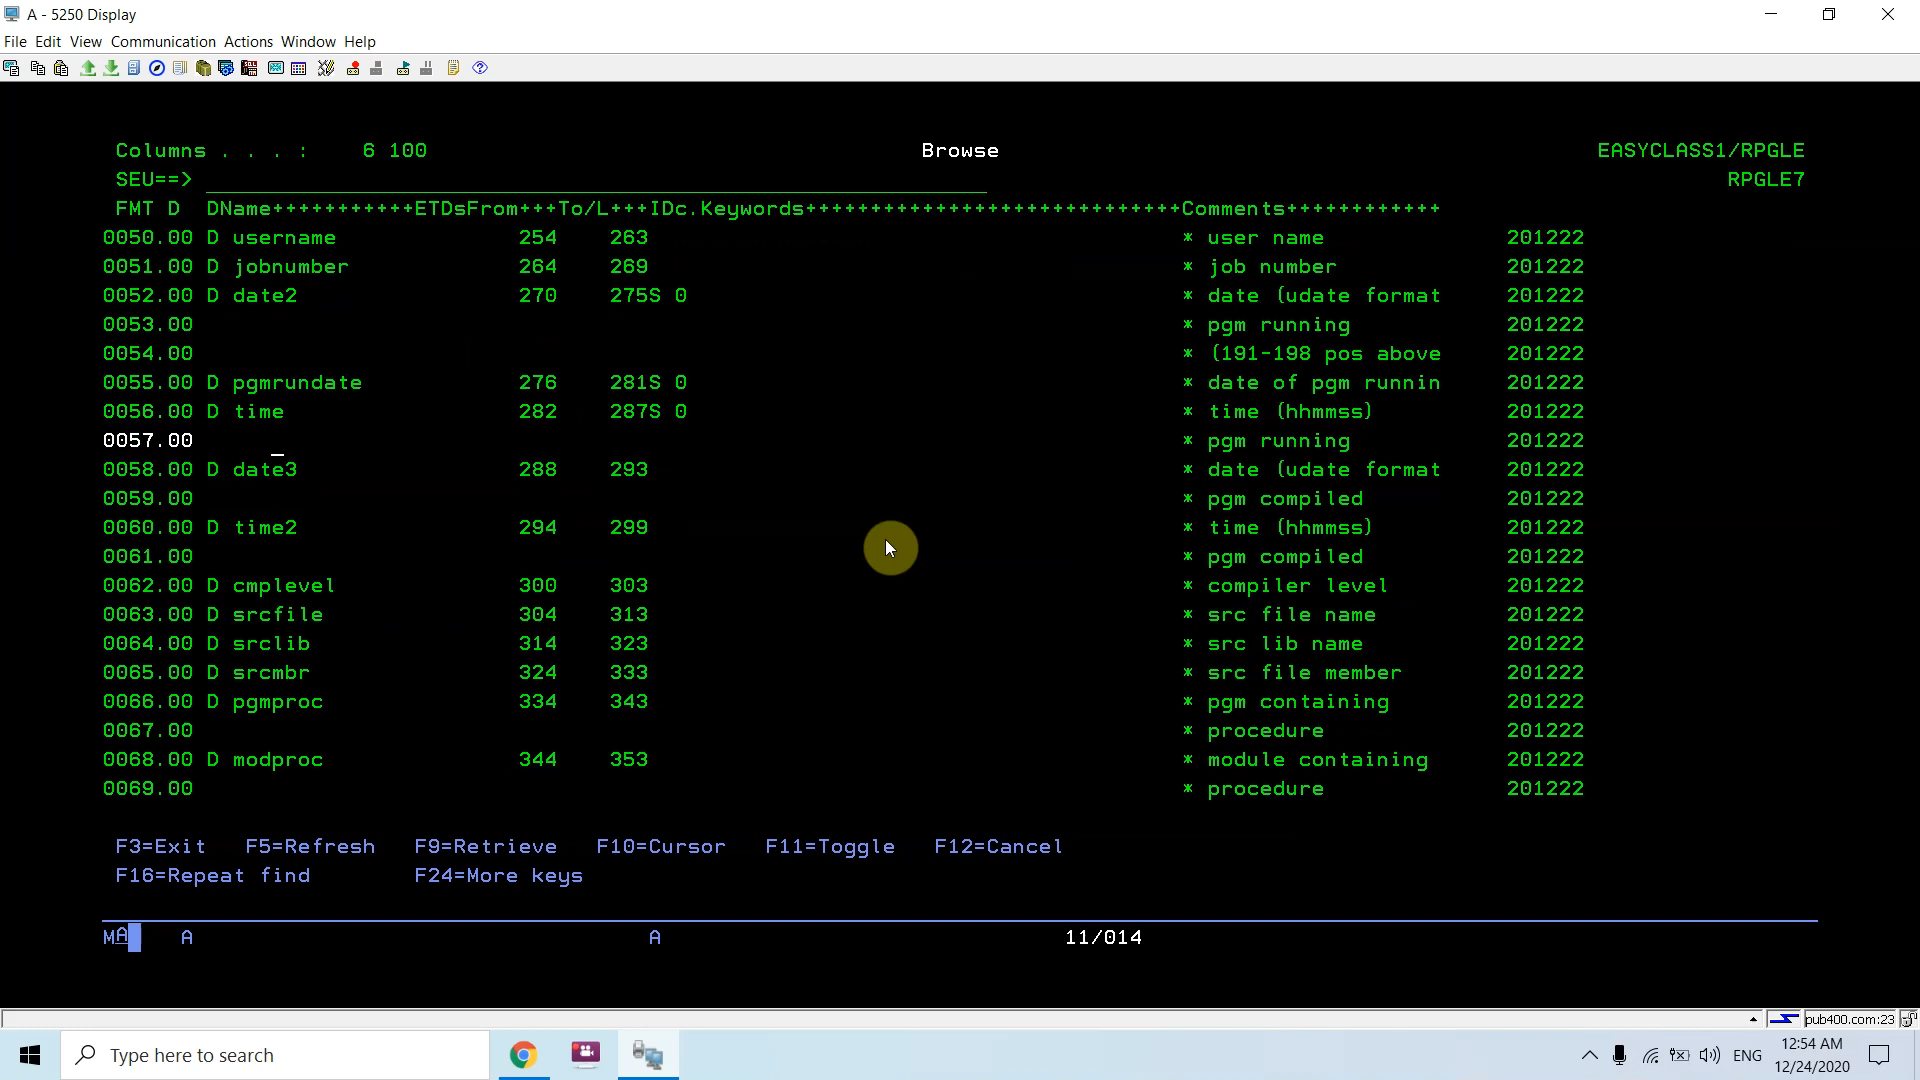 A - 5250 Display
File Edit View Communication Actions Window Help
Columns . . . : 6 100 Browse EASYCLASS1/RPGLE
SEU==> RPGLE7
FMT D DName+++++++++++ETDsFrom+++To/L+++IDc.Keywords+++++++++++++++++++++++++++++Comments++++++++++++
0050.00 D username 254 263 * user name 201222
0051.00 D jobnumber 264 269 * job number 201222
0052.00 D date2 270 275S 0 * date (udate format 201222
0053.00 * pgm running 201222
0054.00 * (191-198 pos above 201222
0055.00 D pgmrundate 276 281S 0 * date of pgm runnin 201222
0056.00 D time 282 287S 0 * time (hhmmss) 201222
0057.00 _ * pgm running 201222
0058.00 D date3 288 293 * date (udate format 201222
0059.00 * pgm compiled 201222
0060.00 D time2 294 299 * time (hhmmss) 201222
0061.00 * pgm compiled 201222
0062.00 D cmplevel 300 303 * compiler level 201222
0063.00 D srcfile 304 313 * src file name 201222
0064.00 D srclib 314 323 * src lib name 201222
0065.00 D srcmbr 324 333 * src file member 201222
0066.00 D pgmproc 334 343 * pgm containing 201222
0067.00 * procedure 201222
0068.00 D modproc 344 353 * module containing 201222
0069.00 * procedure 201222
F3=Exit F5=Refresh F9=Retrieve F10=Cursor F11=Toggle F12=Cancel
F16=Repeat find F24=More keys
MA A A 11/014
pub400.com:23
Type here to search
ENG
12:54 AM
12/24/2020